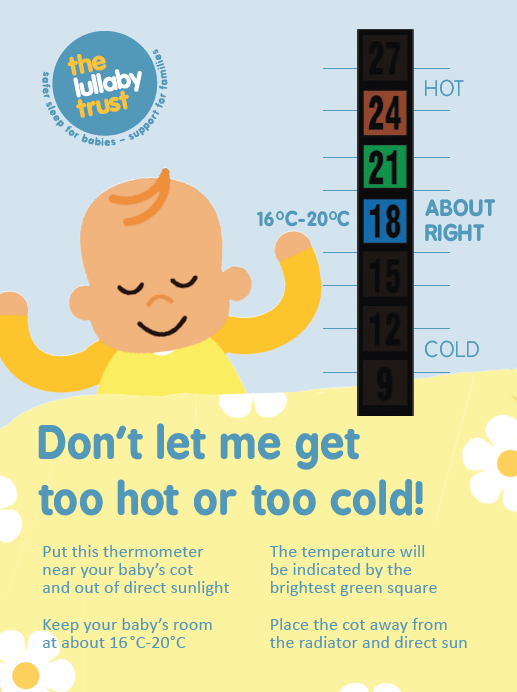 the
lullaby
trust
safer sleep for babies – support for families
27
HOT
24
21
16°C-20°C
18
ABOUT
RIGHT
15
12
COLD
9
Don't let me get
too hot or too cold!
Put this thermometer
near your baby's cot
and out of direct sunlight
Keep your baby's room
at about 16°C-20°C
The temperature will
be indicated by the
brightest green square
Place the cot away from
the radiator and direct sun